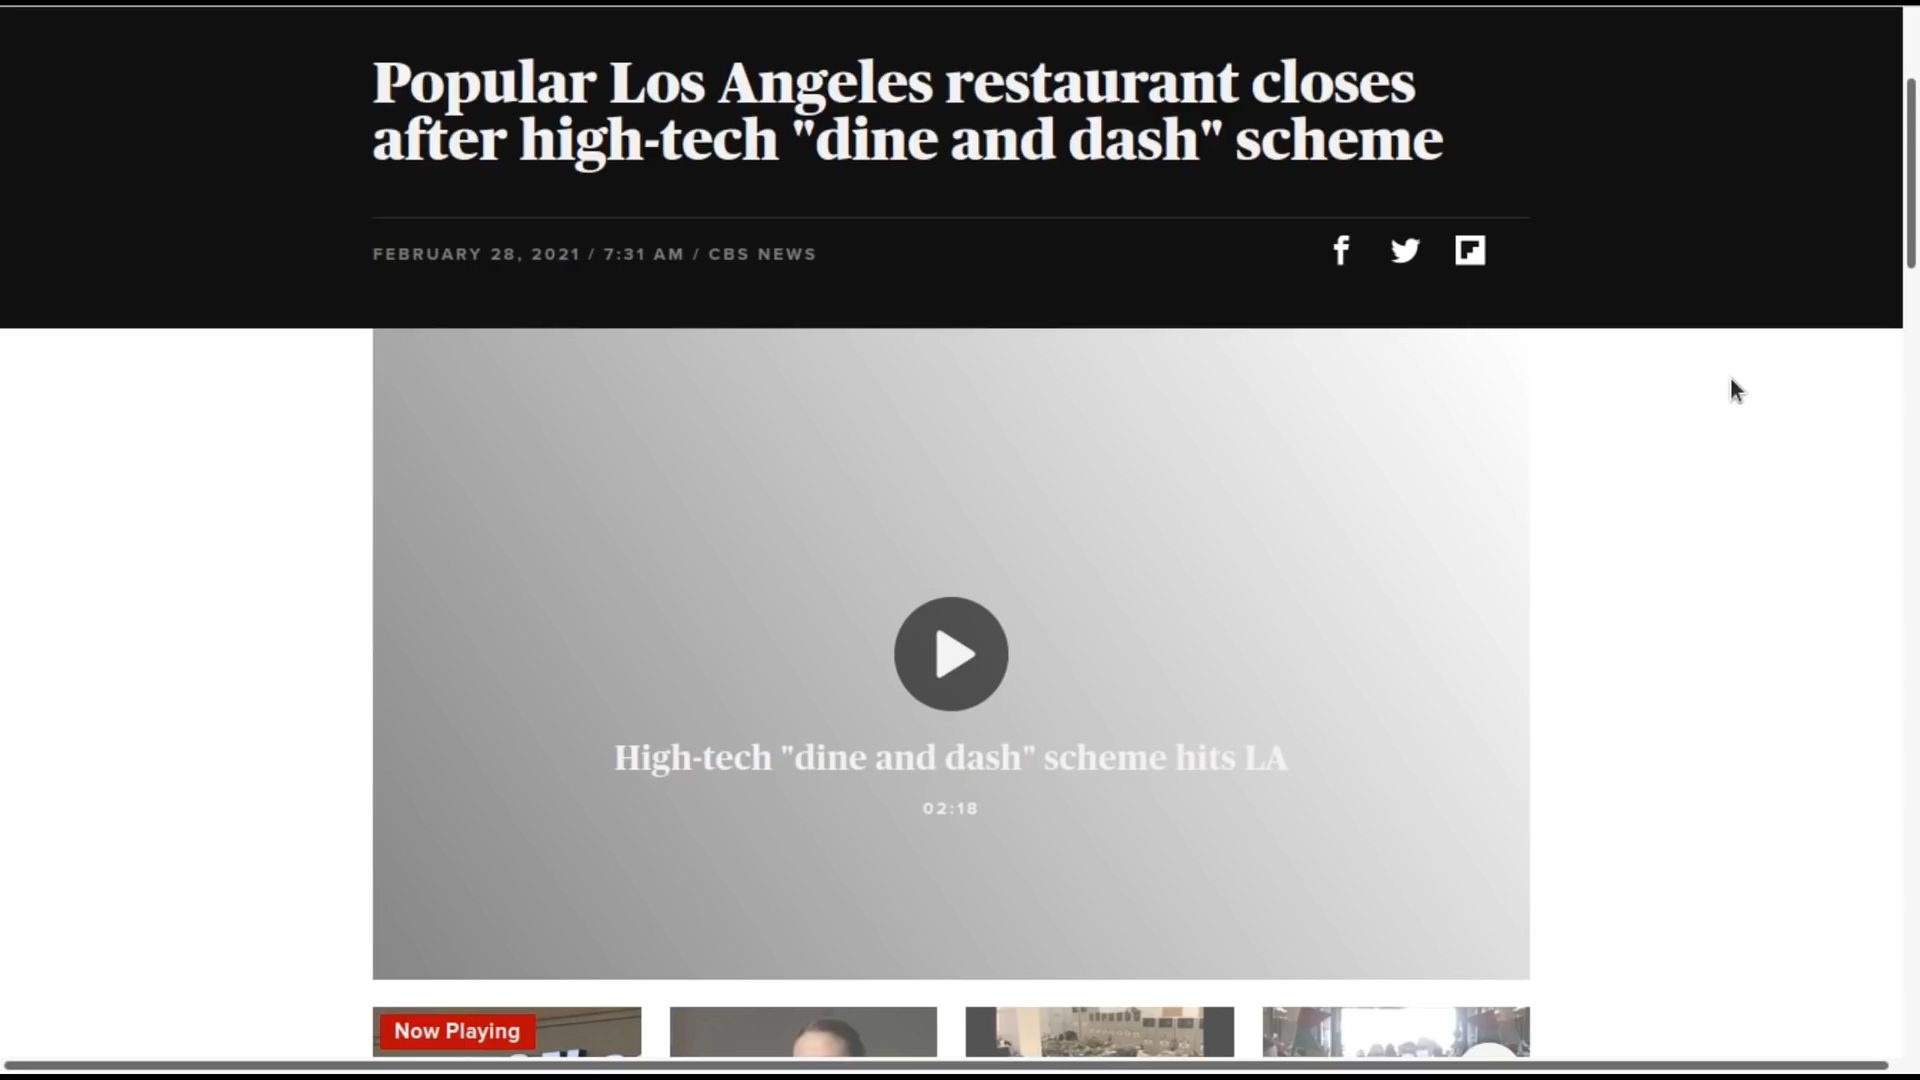 Popular Los Angeles restaurant closes
after high-tech "dine and dash" scheme
FEBRUARY 28, 2021 / 7:31 AM / CBS NEWS
High-tech "dine and dash" scheme hits LA
02:18
Now Playing